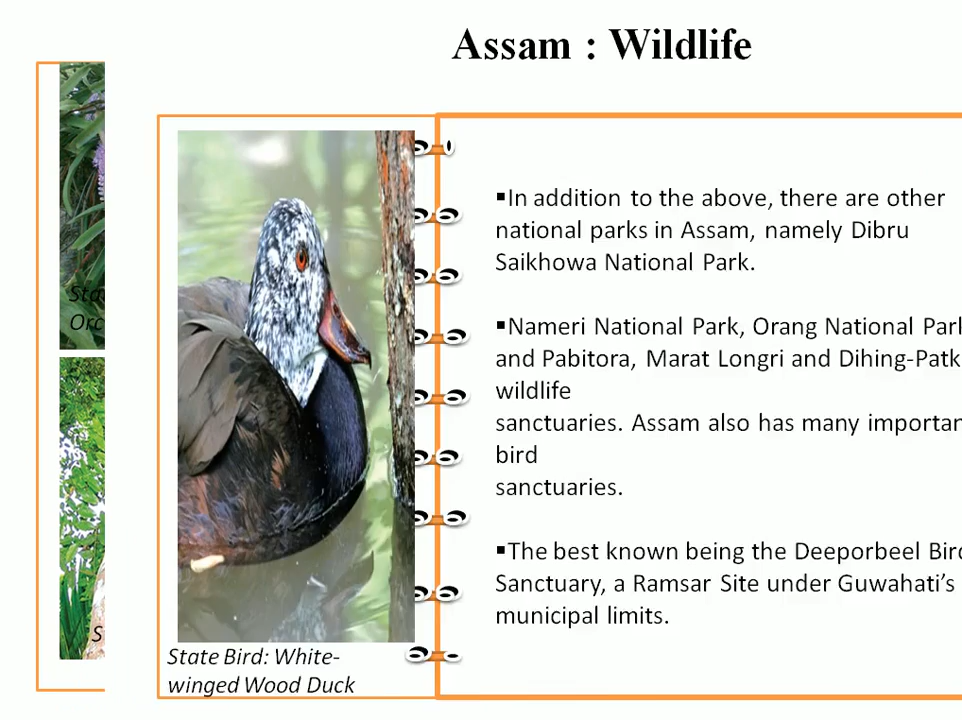 Assam : Wildlife
▪In addition to the above, there are other
national parks in Assam, namely Dibru
Saikhowa National Park.
▪Nameri National Park, Orang National Park
and Pabitora, Marat Longri and Dihing-Patk
wildlife
sanctuaries. Assam also has many importan
bird
sanctuaries.
▪The best known being the Deeporbeel Bird
Sanctuary, a Ramsar Site under Guwahati’s
municipal limits.
State Bird: White-
winged Wood Duck
Sta
Orc
S